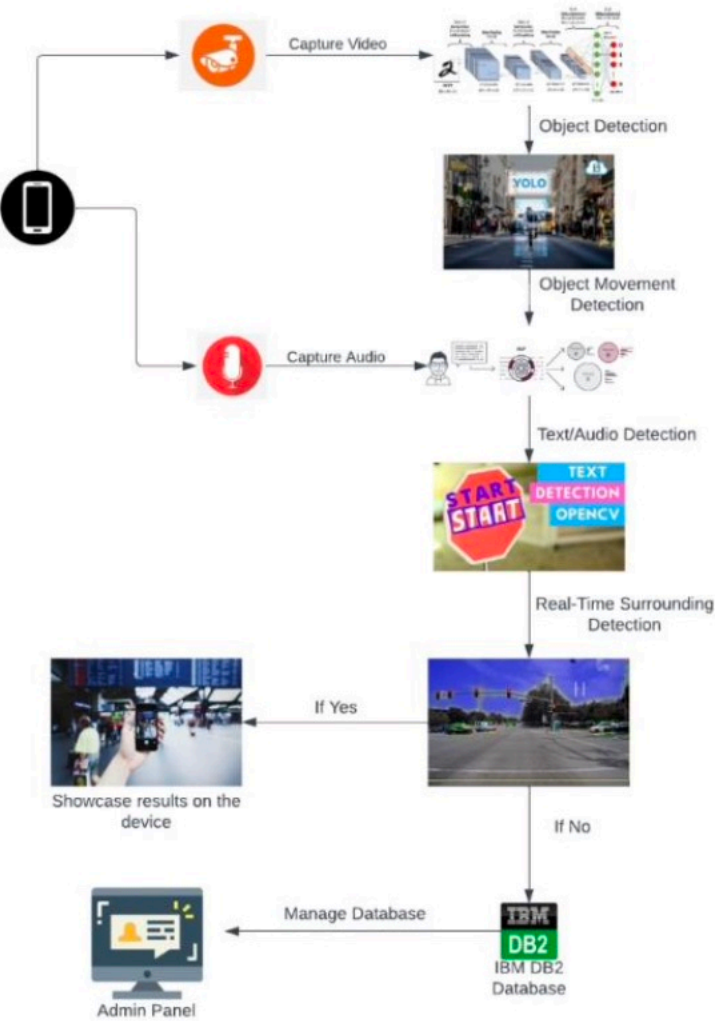 Capture Video
Object Detection
YOLO
Object Movement
Detection
Capture Audio
Text/Audio Detection
START
START
TEXT
DETECTION
OPENCV
Real-Time Surrounding
Detection
If Yes
Showcase results on the
device
If No
Manage Database
IBM
DB2
IBM DB2
Database
Admin Panel